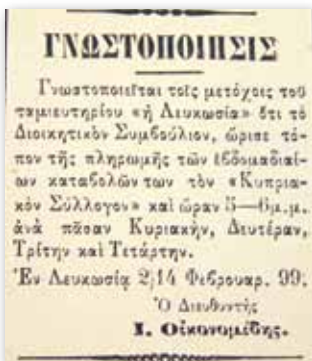 ΓΝΩΣΤΟΠΟΙΗΣΙΣ
Γνωστοποιεῖται τοῖς μετόχοις τοῦ
ταμιευτηρίου «ἡ Λευκωσία» ὅτι τὸ
Διοικητικὸν Συμβούλιον, ὥρισε τό-
πον τῆς πληρωμῆς τῶν ἑβδομαδιαί-
ων καταβολῶν των τὸν «Κυπρια-
κὸν Σύλλογον» καὶ ὥραν 5—6 μ.μ.
ἀνὰ πᾶσαν Κυριακήν, Δευτέραν,
Τρίτην καὶ Τετάρτην.
Ἐν Λευκωσίᾳ 2/14 Φεβρουαρ. 99.
Ὁ Διευθυντὴς
Ι. Οἰκονομίδης.